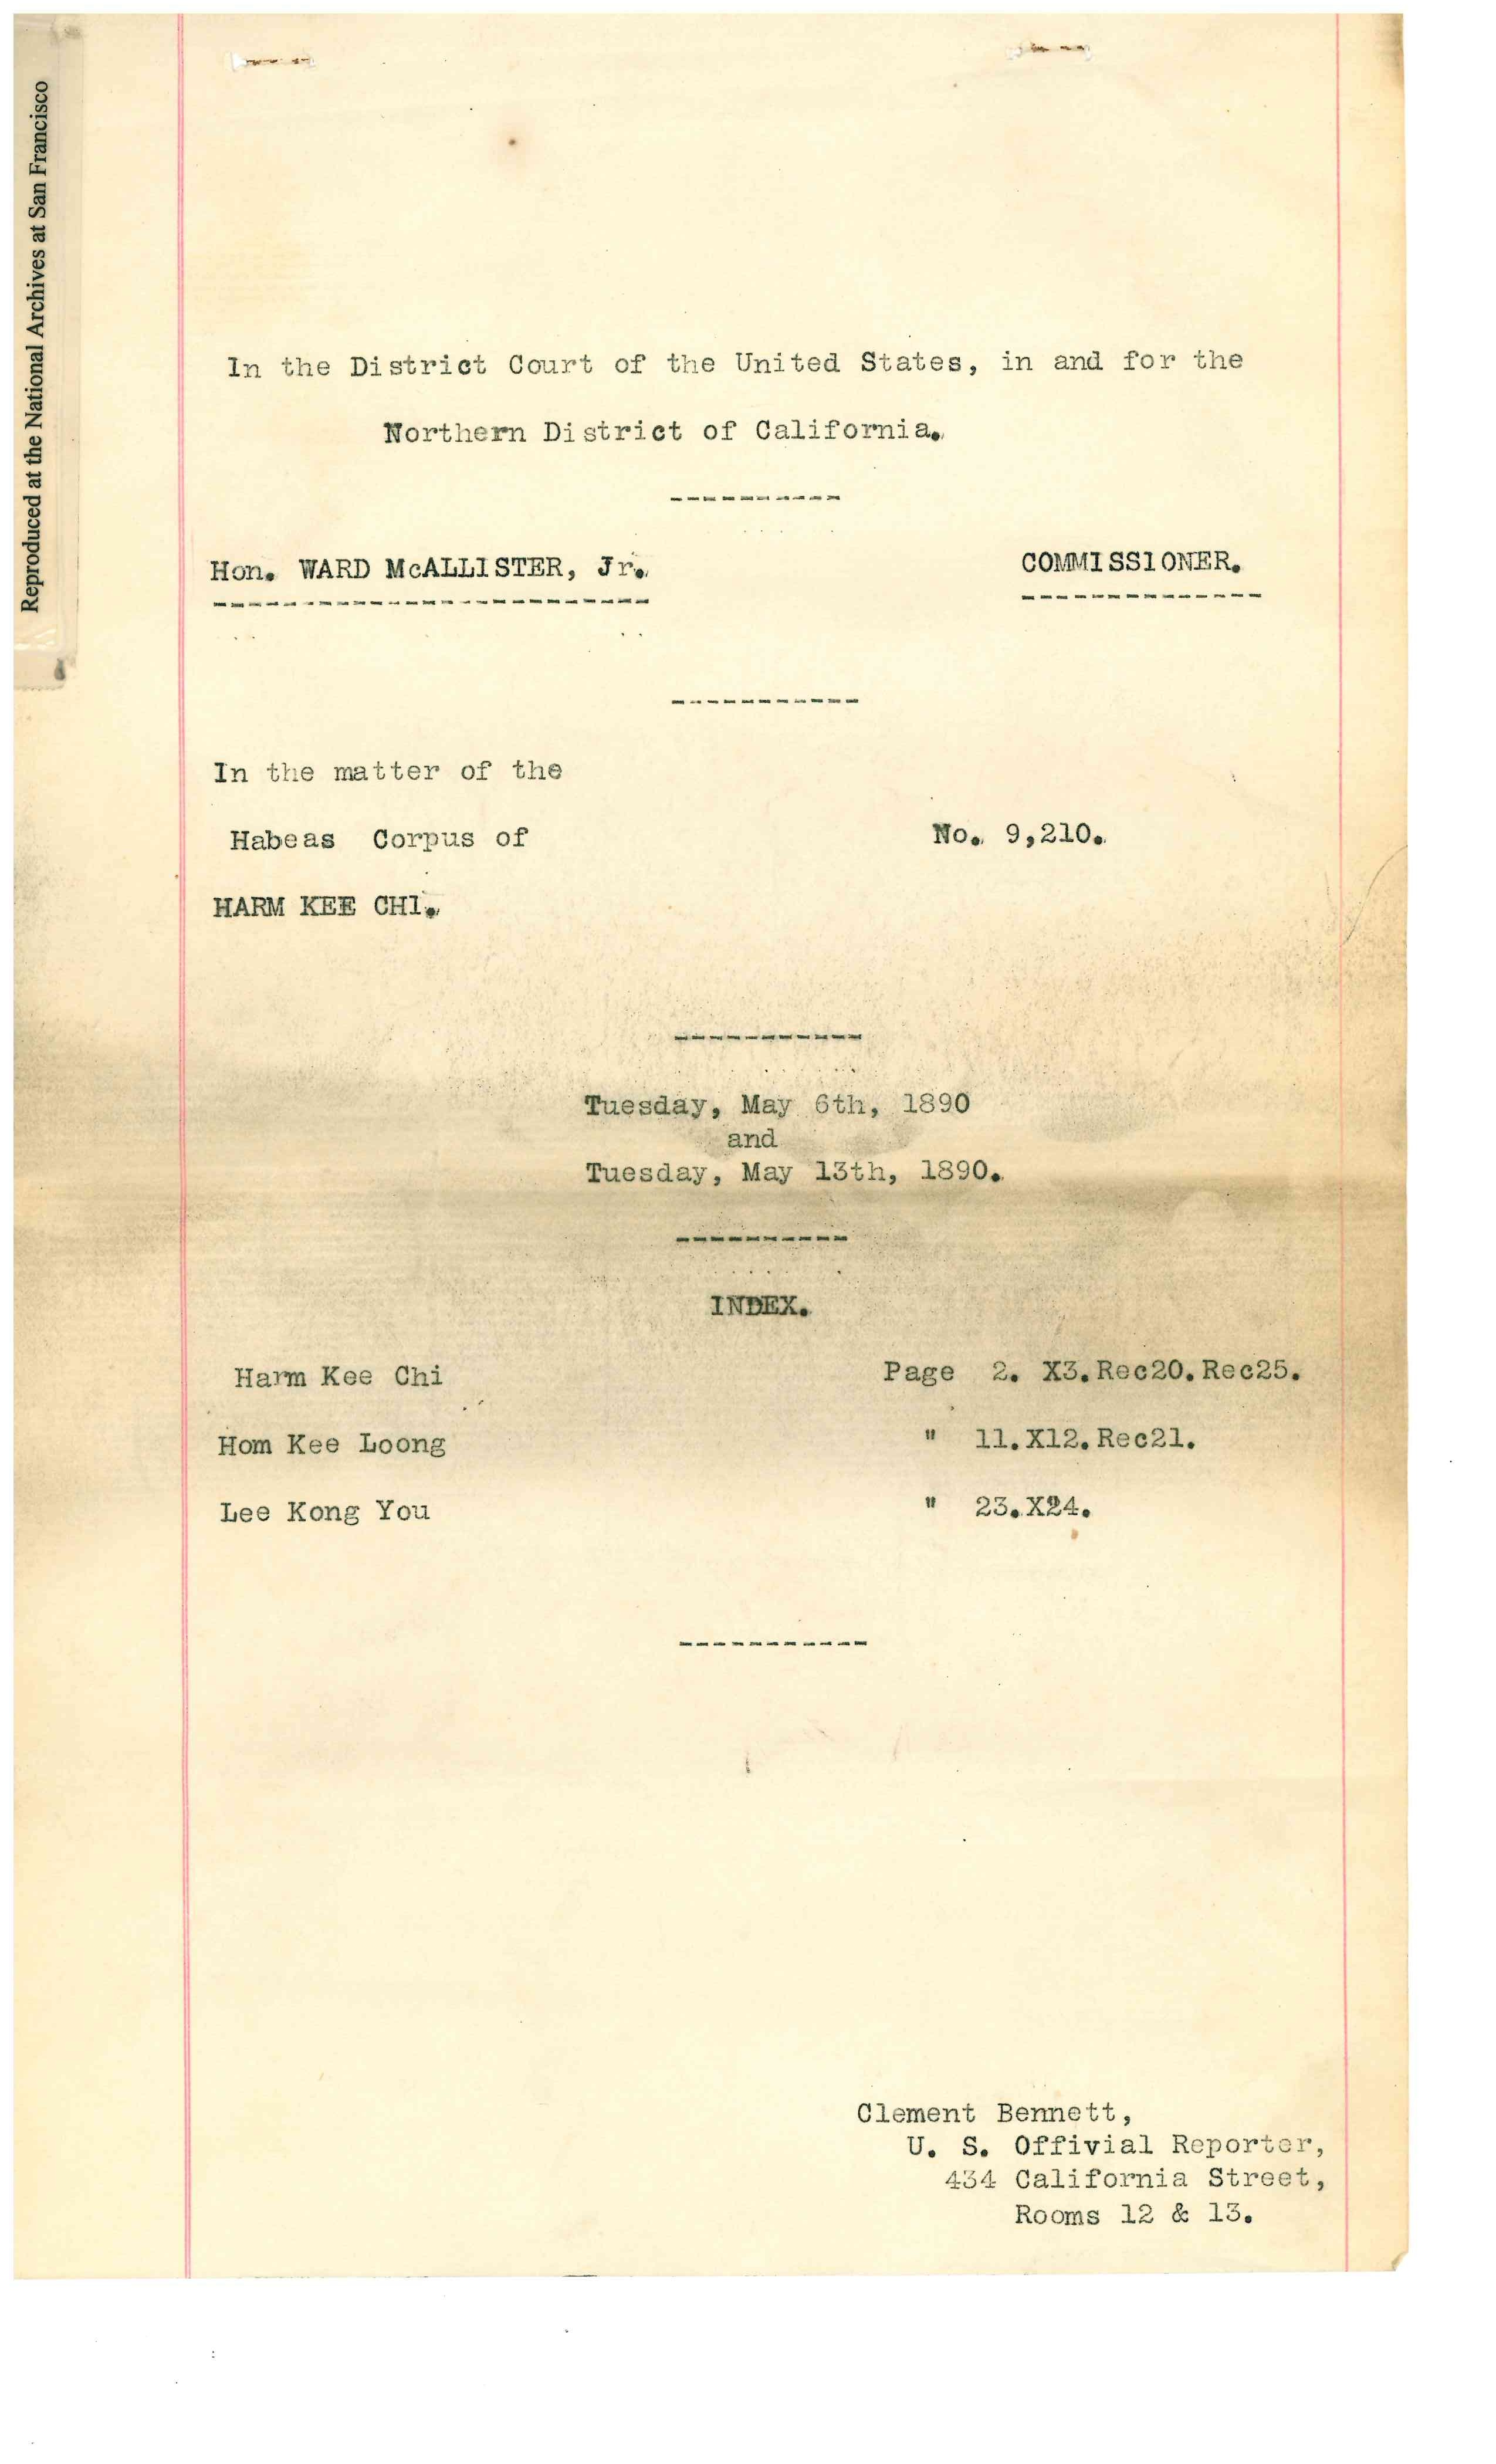 Reproduced at the National Archives at San Francisco
In the District Court of the United States, in and for the
Northern District of California.
----------
Hon. WARD McALLISTER, Jr. COMMISSIONER.
------------------------- --------------
-----------
In the matter of the
Habeas Corpus of No. 9,210.
HARM KEE CHI.
-----------
Tuesday, May 6th, 1890
and
Tuesday, May 13th, 1890.
----------
INDEX.
Harm Kee Chi Page 2. X3.Rec20.Rec25.
Hom Kee Loong " 11.X12.Rec21.
Lee Kong You " 23.X24.
-----------
Clement Bennett,
U. S. Offivial Reporter,
434 California Street,
Rooms 12 & 13.